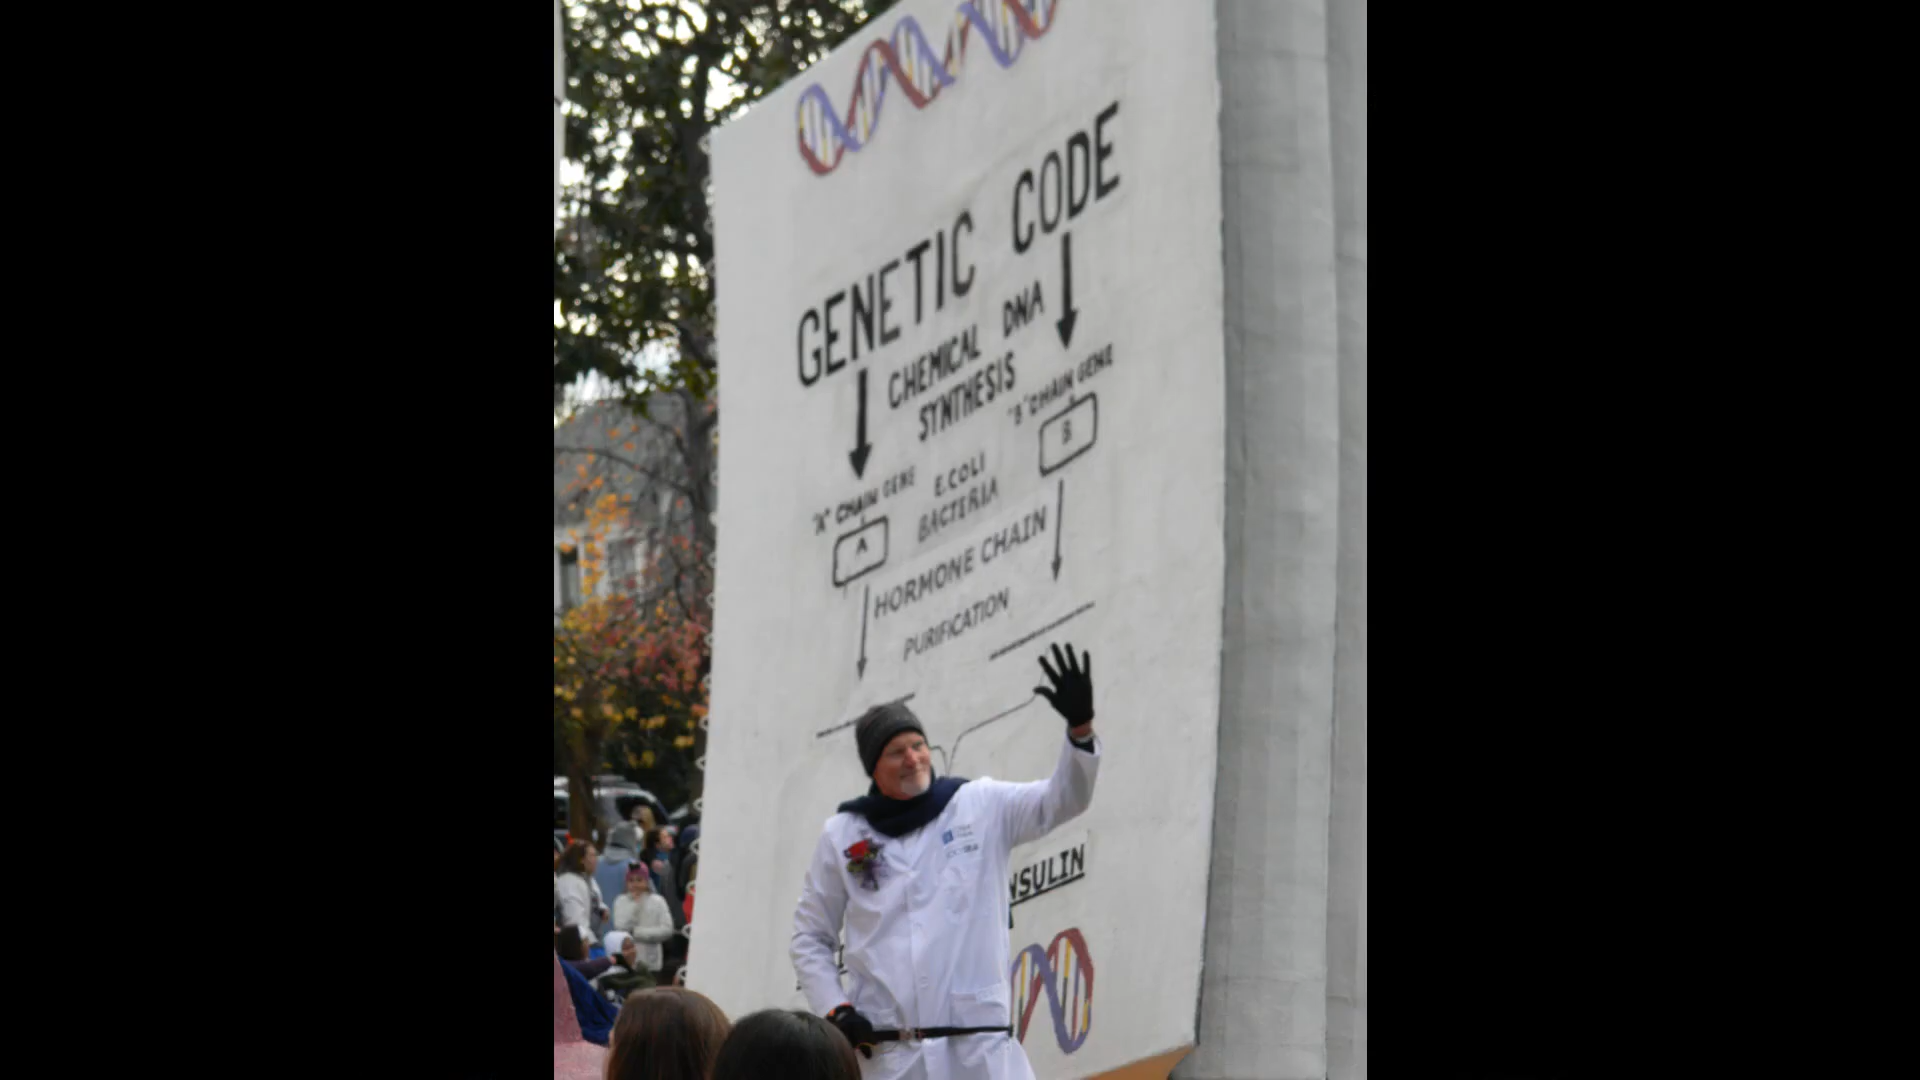 GENETIC CODE
CHEMICAL DNA
SYNTHESIS
"B" CHAIN GENE
B
"A" CHAIN GENE
A
E.COLI
BACTERIA
HORMONE CHAIN
PURIFICATION
NSULIN